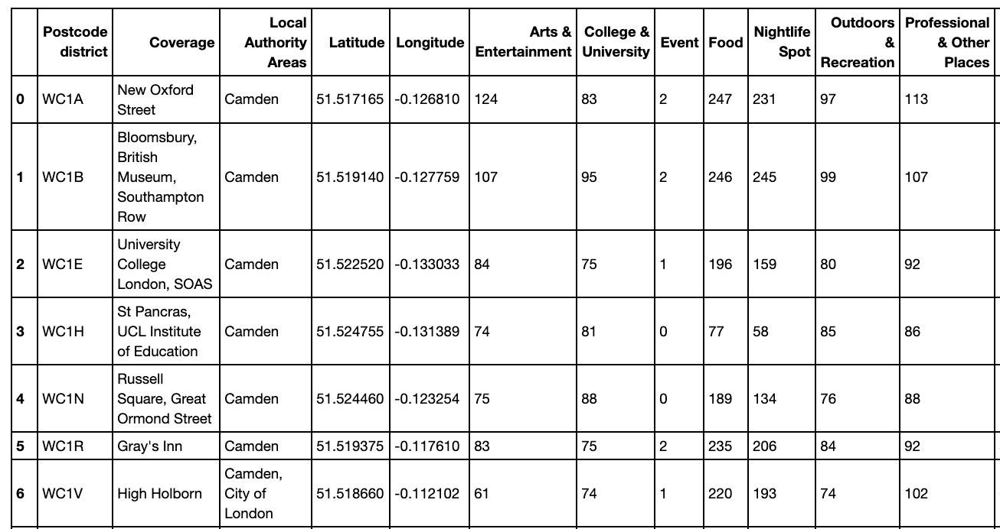 Postcode district Coverage Local Authority Areas Latitude Longitude Arts & Entertainment College & University Event Food Nightlife Spot Outdoors & Recreation Professional & Other Places
0 WC1A New Oxford Street Camden 51.517165 -0.126810 124 83 2 247 231 97 113
1 WC1B Bloomsbury, British Museum, Southampton Row Camden 51.519140 -0.127759 107 95 2 246 245 99 107
2 WC1E University College London, SOAS Camden 51.522520 -0.133033 84 75 1 196 159 80 92
3 WC1H St Pancras, UCL Institute of Education Camden 51.524755 -0.131389 74 81 0 77 58 85 86
4 WC1N Russell Square, Great Ormond Street Camden 51.524460 -0.123254 75 88 0 189 134 76 88
5 WC1R Gray's Inn Camden 51.519375 -0.117610 83 75 2 235 206 84 92
6 WC1V High Holborn Camden, City of London 51.518660 -0.112102 61 74 1 220 193 74 102